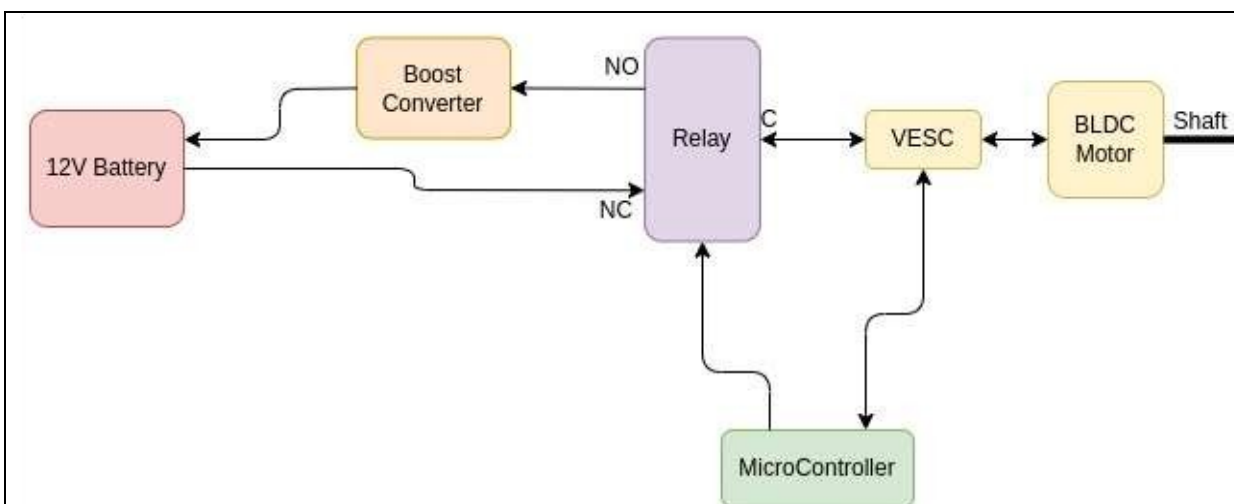 Boost
Converter
NO
12V Battery
NC
Relay
C
VESC
BLDC
Motor
Shaft
MicroController